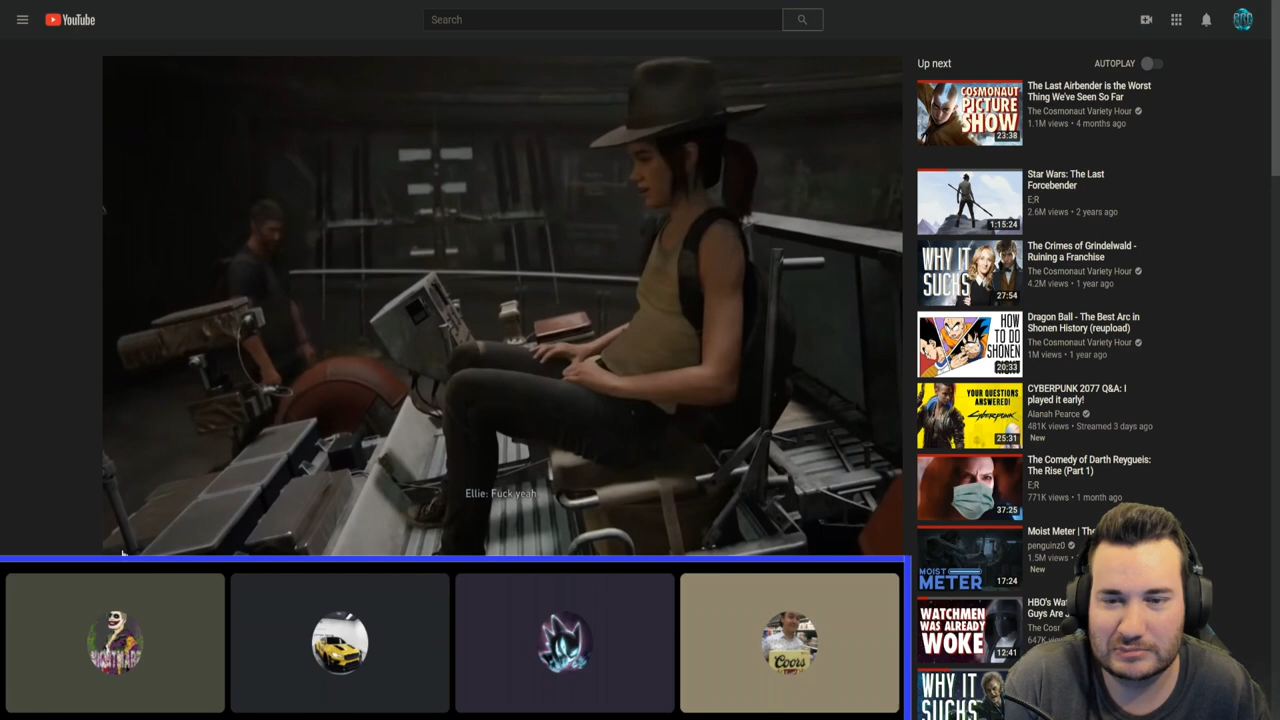 YouTube
Search
Up next
AUTOPLAY
COSMONAUT
PICTURE
SHOW
23:38
The Last Airbender is the Worst
Thing We've Seen So Far
The Cosmonaut Variety Hour
1.1M views • 4 months ago
1:15:24
Star Wars: The Last
Forcebender
E;R
2.6M views • 2 years ago
WHY IT
SUCKS
27:54
The Crimes of Grindelwald -
Ruining a Franchise
The Cosmonaut Variety Hour
4.2M views • 1 year ago
HOW
TO DO
SHONEN
RIGHT
20:33
Dragon Ball - The Best Arc in
Shonen History (reupload)
The Cosmonaut Variety Hour
1M views • 1 year ago
YOUR QUESTIONS
ANSWERED!
CYBERPUNK
25:31
CYBERPUNK 2077 Q&A: I
played it early!
Alanah Pearce
481K views • Streamed 3 days ago
New
37:25
The Comedy of Darth Reygueis:
The Rise (Part 1)
E;R
771K views • 1 month ago
MOIST
METER
17:24
Moist Meter | The
penguinz0
1.5M views •
New
WATCHMEN
WAS ALREADY
WOKE
12:41
HBO's Wat
Guys Are J
The Cosr
647K vie
WHY IT
SUCKS
Ellie: Fuck yeah
NIGHTMARE
Coors